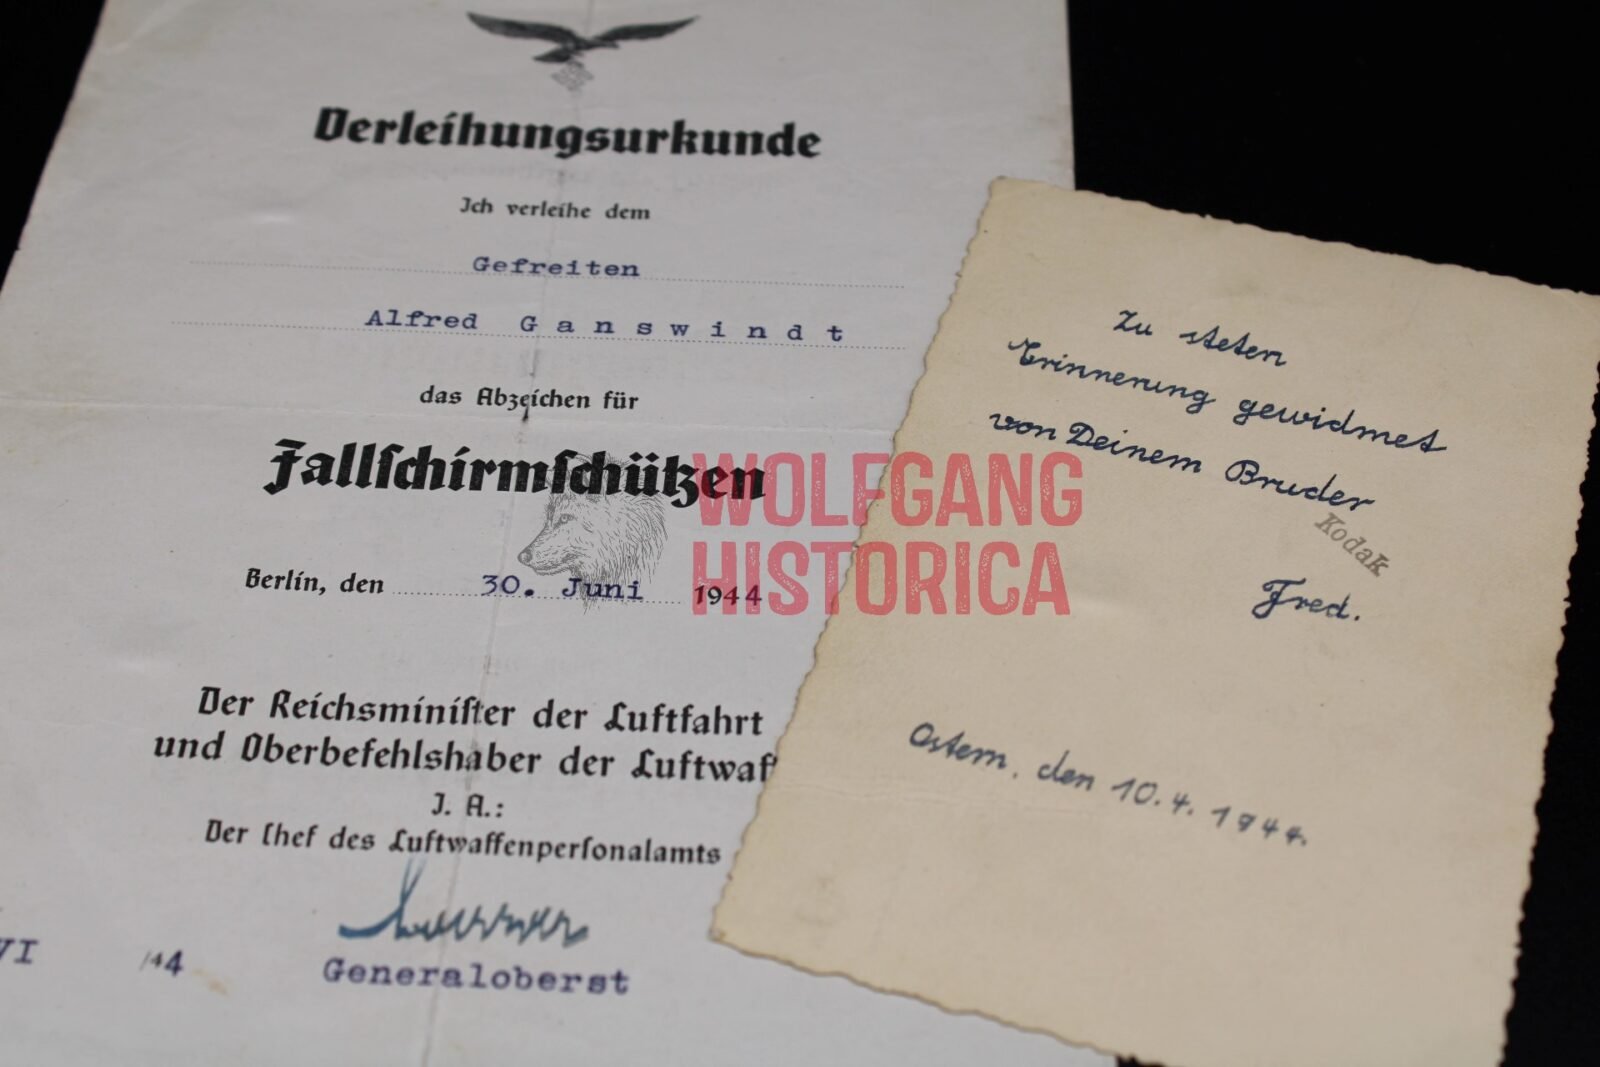 Verleihungsurkunde
Ich verleihe dem
Gefreiten
Alfred Ganswindt
das Abzeichen für
Fallschirmschützen
Berlin, den 30. Juni 1944
Der Reichsminister der Luftfahrt
und Oberbefehlshaber der Luftwaf
J. A.:
Der Chef des Luftwaffenpersonalamts
Generaloberst
VI /44
Zu steten
Erinnerung gewidmet
von Deinem Bruder
Kodak
Fred.
Ostern, den 10.4.1944.
WOLFGANG
HISTORICA